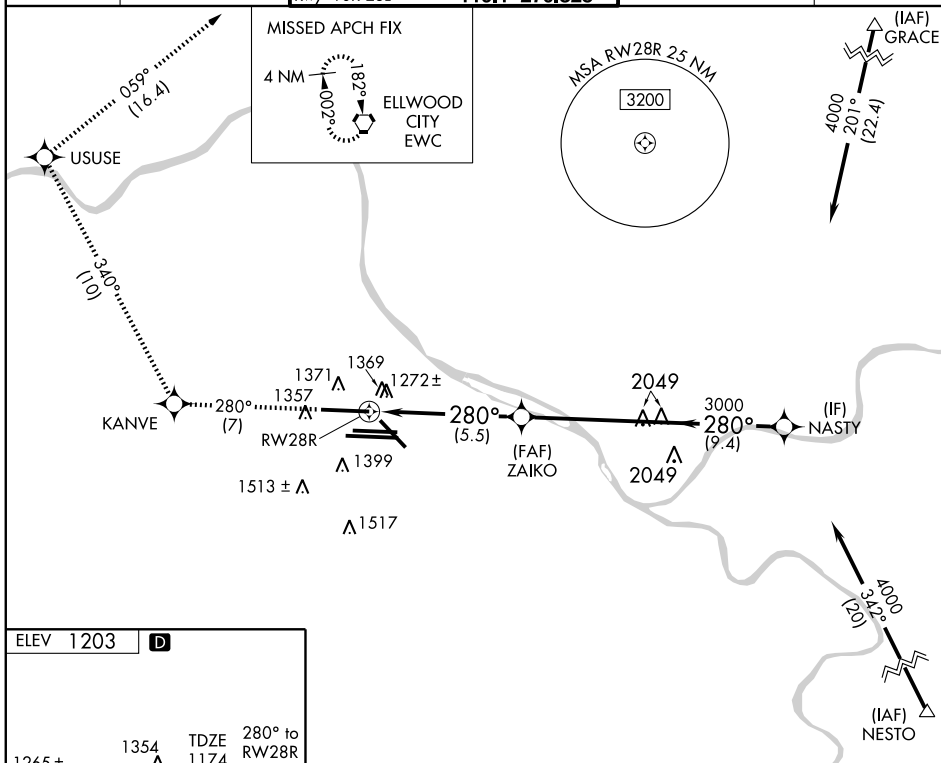 MISSED APCH FIX
4 NM
182°
002°
ELLWOOD
CITY
EWC
MSA RW28R 25 NM
3200
(IAF)
GRACE
4000
201°
(22.4)
059°
(16.4)
USUSE
340°
(10)
KANVE
280°
(7)
1357
1371
1369
1272 ±
RW28R
1399
1513 ±
1517
280°
(5.5)
(FAF)
ZAIKO
2049
2049
3000
280°
(9.4)
(IF)
NASTY
4000
342°
(20)
(IAF)
NESTO
ELEV 1203 D
1354
TDZE
1174
280° to
RW28R
1265 ±